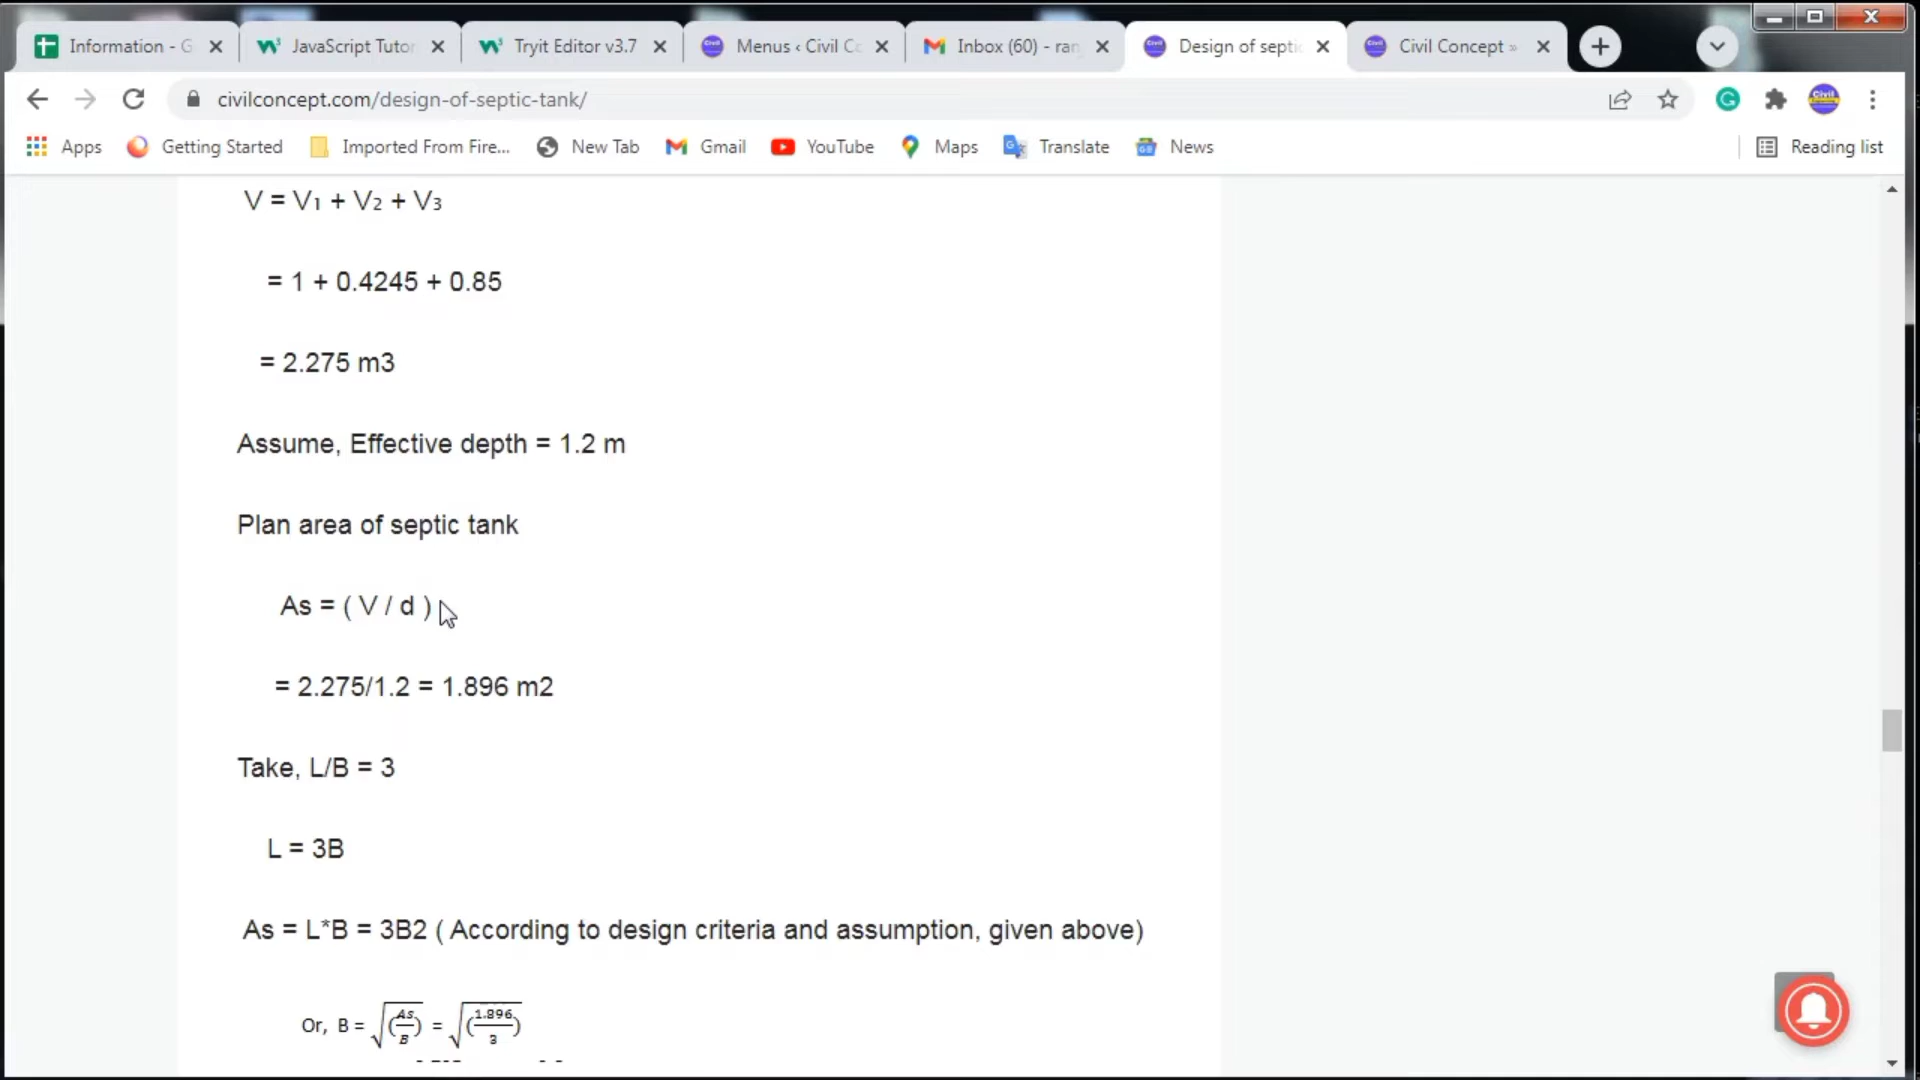 Information - G
JavaScript Tutor
Tryit Editor v3.7
Menus ‹ Civil Co
Inbox (60) - ran
Design of septi
Civil Concept »
civilconcept.com/design-of-septic-tank/
Apps
Getting Started
Imported From Fire...
New Tab
Gmail
YouTube
Maps
Translate
News
Reading list
V = V₁ + V₂ + V₃
= 1 + 0.4245 + 0.85
= 2.275 m3
Assume, Effective depth = 1.2 m
Plan area of septic tank
As = ( V / d )
= 2.275/1.2 = 1.896 m2
Take, L/B = 3
L = 3B
As = L*B = 3B2 ( According to design criteria and assumption, given above)
Or, B = √(As/B) = √(1.896/3)